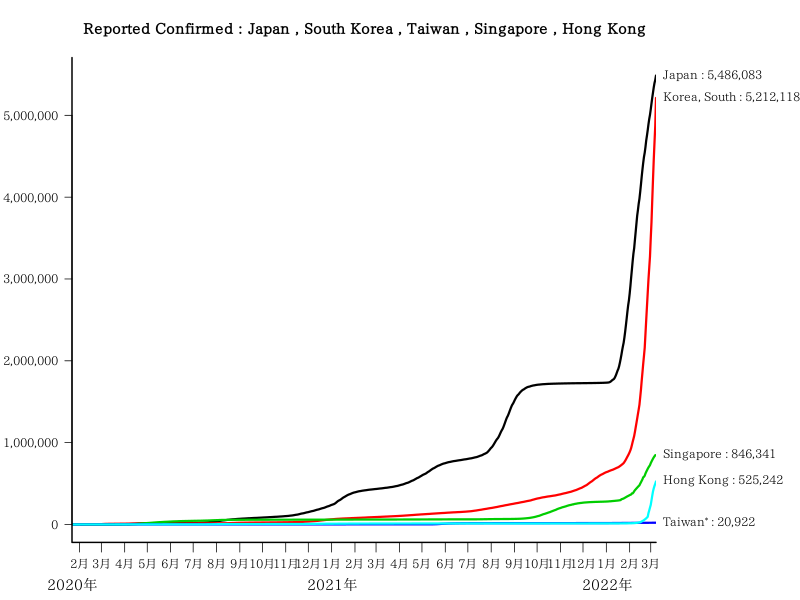 Reported Confirmed : Japan , South Korea , Taiwan , Singapore , Hong Kong
Japan : 5,486,083
Korea, South : 5,212,118
5,000,000
4,000,000
3,000,000
2,000,000
1,000,000
Singapore : 846,341
Hong Kong : 525,242
Taiwan* : 20,922
0
2月 3月 4月 5月 6月 7月 8月 9月 10月 11月 12月 1月 2月 3月 4月 5月 6月 7月 8月 9月 10月 11月 12月 1月 2月 3月
2020年 2021年 2022年